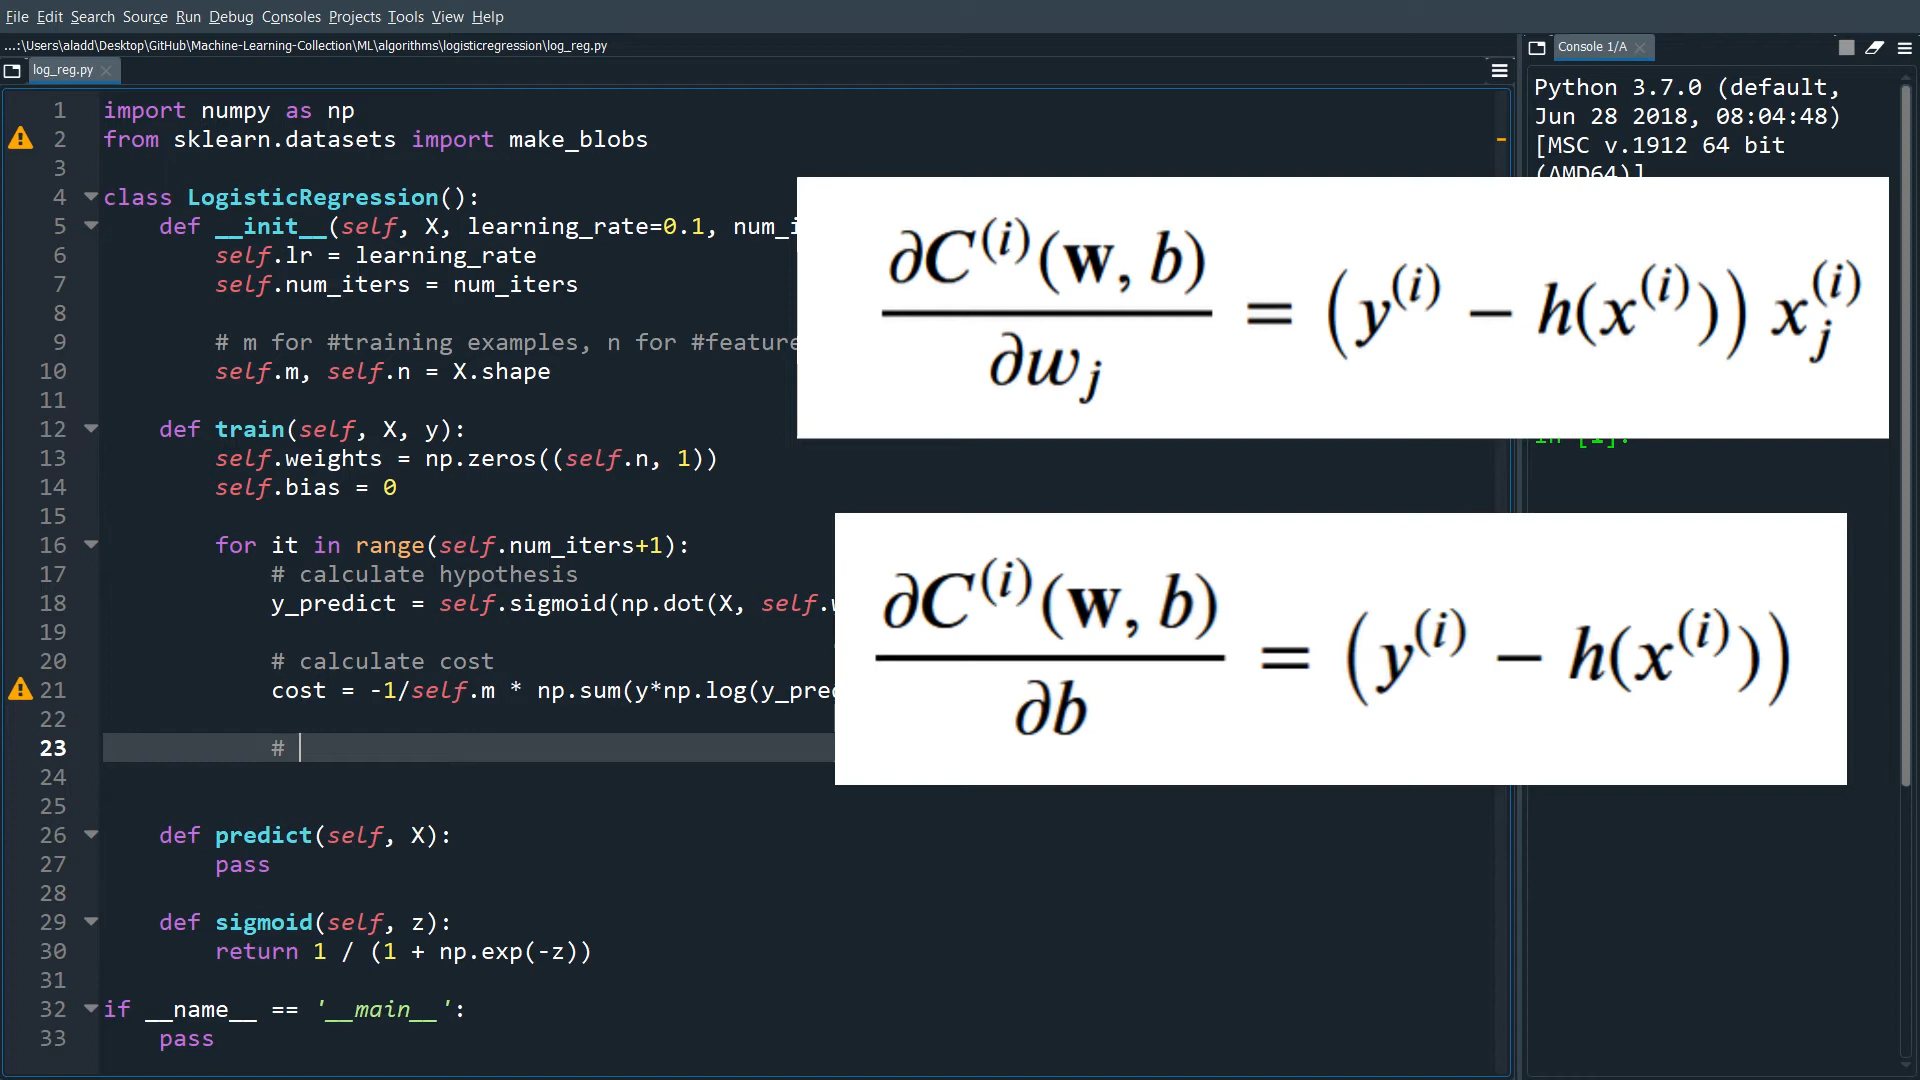 File Edit Search Source Run Debug Consoles Projects Tools View Help
...:\Users\aladd\Desktop\GitHub\Machine-Learning-Collection\ML\algorithms\logisticregression\log_reg.py
log_reg.py
1 import numpy as np
2 from sklearn.datasets import make_blobs
3
4 class LogisticRegression():
5 def __init__(self, X, learning_rate=0.1, num_i
6 self.lr = learning_rate
7 self.num_iters = num_iters
8
9 # m for #training examples, n for #feature
10 self.m, self.n = X.shape
11
12 def train(self, X, y):
13 self.weights = np.zeros((self.n, 1))
14 self.bias = 0
15
16 for it in range(self.num_iters+1):
17 # calculate hypothesis
18 y_predict = self.sigmoid(np.dot(X, self.
19
20 # calculate cost
21 cost = -1/self.m * np.sum(y*np.log(y_pre
22
23 #
24
25
26 def predict(self, X):
27 pass
28
29 def sigmoid(self, z):
30 return 1 / (1 + np.exp(-z))
31
32 if __name__ == '__main__':
33 pass
∂C^(i)(w, b)/∂w_j = (y^(i) − h(x^(i))) x_j^(i)
∂C^(i)(w, b)/∂b = (y^(i) − h(x^(i)))
Console 1/A
Python 3.7.0 (default,
Jun 28 2018, 08:04:48)
[MSC v.1912 64 bit
(AMD64)]
In [1]: